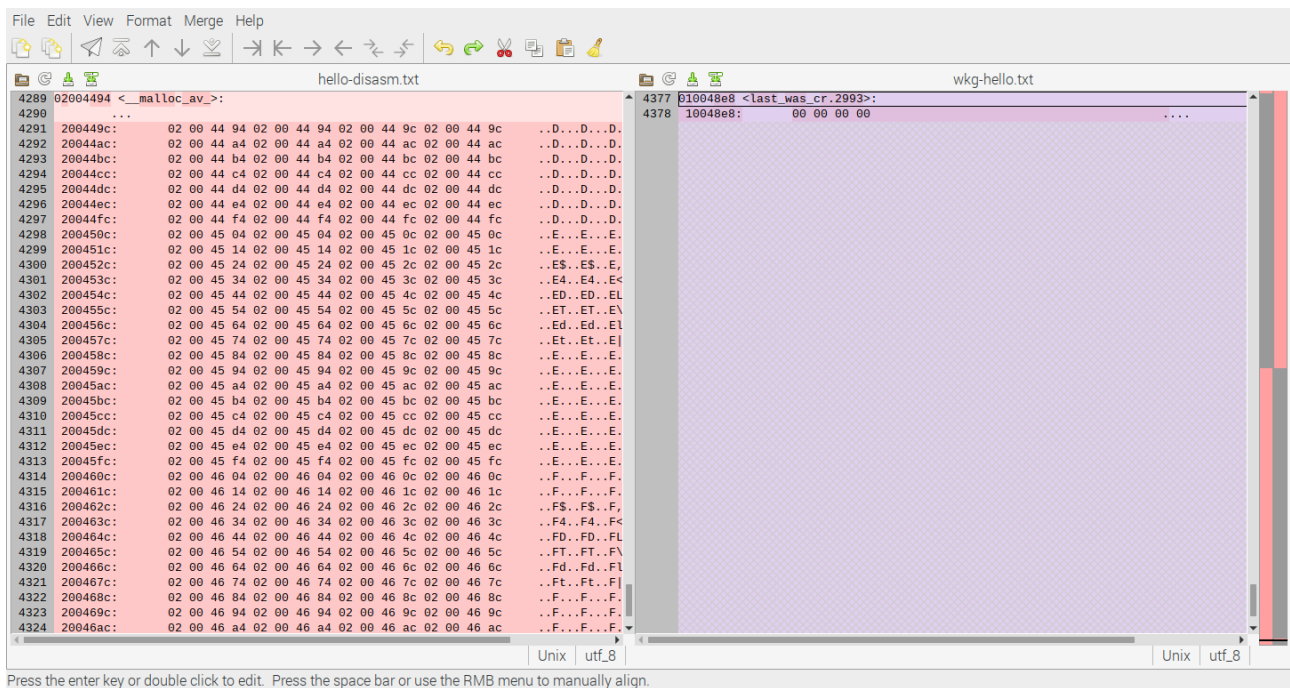 File Edit View Format Merge Help
hello-disasm.txt
4289 02004494 <__malloc_av_>:
4290 ...
4291 200449c: 02 00 44 94 02 00 44 94 02 00 44 9c 02 00 44 9c ..D...D...D.
4292 20044ac: 02 00 44 a4 02 00 44 a4 02 00 44 ac 02 00 44 ac ..D...D...D.
4293 20044bc: 02 00 44 b4 02 00 44 b4 02 00 44 bc 02 00 44 bc ..D...D...D.
4294 20044cc: 02 00 44 c4 02 00 44 c4 02 00 44 cc 02 00 44 cc ..D...D...D.
4295 20044dc: 02 00 44 d4 02 00 44 d4 02 00 44 dc 02 00 44 dc ..D...D...D.
4296 20044ec: 02 00 44 e4 02 00 44 e4 02 00 44 ec 02 00 44 ec ..D...D...D.
4297 20044fc: 02 00 44 f4 02 00 44 f4 02 00 44 fc 02 00 44 fc ..D...D...D.
4298 200450c: 02 00 45 04 02 00 45 04 02 00 45 0c 02 00 45 0c ..E...E...E.
4299 200451c: 02 00 45 14 02 00 45 14 02 00 45 1c 02 00 45 1c ..E...E...E.
4300 200452c: 02 00 45 24 02 00 45 24 02 00 45 2c 02 00 45 2c ..E$..E$..E,
4301 200453c: 02 00 45 34 02 00 45 34 02 00 45 3c 02 00 45 3c ..E4..E4..E<
4302 200454c: 02 00 45 44 02 00 45 44 02 00 45 4c 02 00 45 4c ..ED..ED..EL
4303 200455c: 02 00 45 54 02 00 45 54 02 00 45 5c 02 00 45 5c ..ET..ET..E\
4304 200456c: 02 00 45 64 02 00 45 64 02 00 45 6c 02 00 45 6c ..Ed..Ed..El
4305 200457c: 02 00 45 74 02 00 45 74 02 00 45 7c 02 00 45 7c ..Et..Et..E|
4306 200458c: 02 00 45 84 02 00 45 84 02 00 45 8c 02 00 45 8c ..E...E...E.
4307 200459c: 02 00 45 94 02 00 45 94 02 00 45 9c 02 00 45 9c ..E...E...E.
4308 20045ac: 02 00 45 a4 02 00 45 a4 02 00 45 ac 02 00 45 ac ..E...E...E.
4309 20045bc: 02 00 45 b4 02 00 45 b4 02 00 45 bc 02 00 45 bc ..E...E...E.
4310 20045cc: 02 00 45 c4 02 00 45 c4 02 00 45 cc 02 00 45 cc ..E...E...E.
4311 20045dc: 02 00 45 d4 02 00 45 d4 02 00 45 dc 02 00 45 dc ..E...E...E.
4312 20045ec: 02 00 45 e4 02 00 45 e4 02 00 45 ec 02 00 45 ec ..E...E...E.
4313 20045fc: 02 00 45 f4 02 00 45 f4 02 00 45 fc 02 00 45 fc ..E...E...E.
4314 200460c: 02 00 46 04 02 00 46 04 02 00 46 0c 02 00 46 0c ..F...F...F.
4315 200461c: 02 00 46 14 02 00 46 14 02 00 46 1c 02 00 46 1c ..F...F...F.
4316 200462c: 02 00 46 24 02 00 46 24 02 00 46 2c 02 00 46 2c ..F$..F$..F,
4317 200463c: 02 00 46 34 02 00 46 34 02 00 46 3c 02 00 46 3c ..F4..F4..F<
4318 200464c: 02 00 46 44 02 00 46 44 02 00 46 4c 02 00 46 4c ..FD..FD..FL
4319 200465c: 02 00 46 54 02 00 46 54 02 00 46 5c 02 00 46 5c ..FT..FT..F\
4320 200466c: 02 00 46 64 02 00 46 64 02 00 46 6c 02 00 46 6c ..Fd..Fd..Fl
4321 200467c: 02 00 46 74 02 00 46 74 02 00 46 7c 02 00 46 7c ..Ft..Ft..F|
4322 200468c: 02 00 46 84 02 00 46 84 02 00 46 8c 02 00 46 8c ..F...F...F.
4323 200469c: 02 00 46 94 02 00 46 94 02 00 46 9c 02 00 46 9c ..F...F...F.
4324 20046ac: 02 00 46 a4 02 00 46 a4 02 00 46 ac 02 00 46 ac ..F...F...F.
Unix utf_8
wkg-hello.txt
4377 010048e8 <last_was_cr.2993>:
4378 10048e8: 00 00 00 00 ....
Unix utf_8
Press the enter key or double click to edit. Press the space bar or use the RMB menu to manually align.